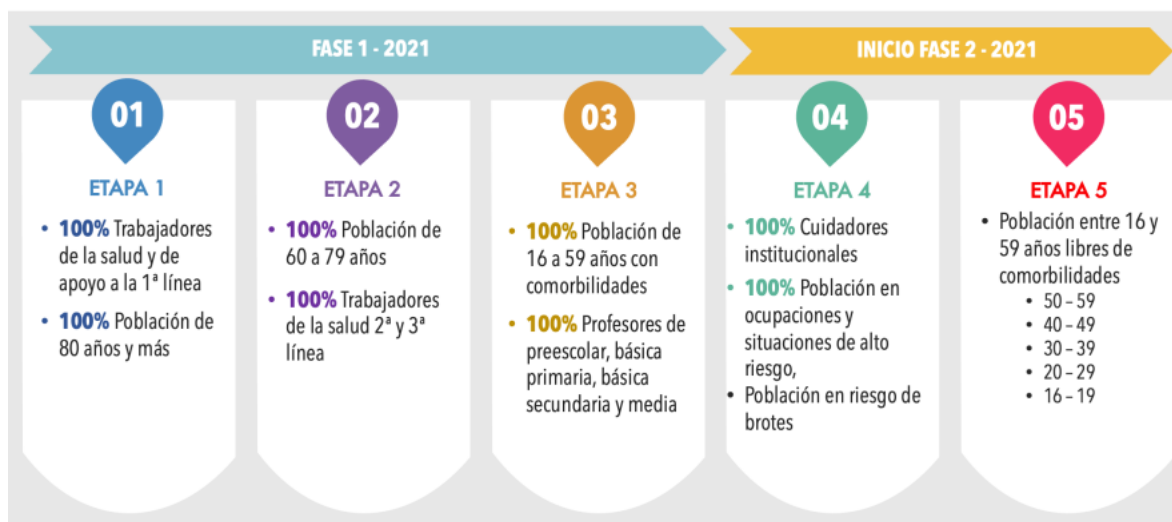 FASE 1 - 2021
INICIO FASE 2 - 2021
01
ETAPA 1
• 100% Trabajadores
de la salud y de
apoyo a la 1ª línea
• 100% Población de
80 años y más
02
ETAPA 2
• 100% Población de
60 a 79 años
• 100% Trabajadores
de la salud 2ª y 3ª
línea
03
ETAPA 3
• 100% Población de
16 a 59 años con
comorbilidades
• 100% Profesores de
preescolar, básica
primaria, básica
secundaria y media
04
ETAPA 4
• 100% Cuidadores
institucionales
• 100% Población en
ocupaciones y
situaciones de alto
riesgo,
• Población en riesgo de
brotes
05
ETAPA 5
• Población entre 16 y
59 años libres de
comorbilidades
• 50 – 59
• 40 – 49
• 30 – 39
• 20 – 29
• 16 – 19